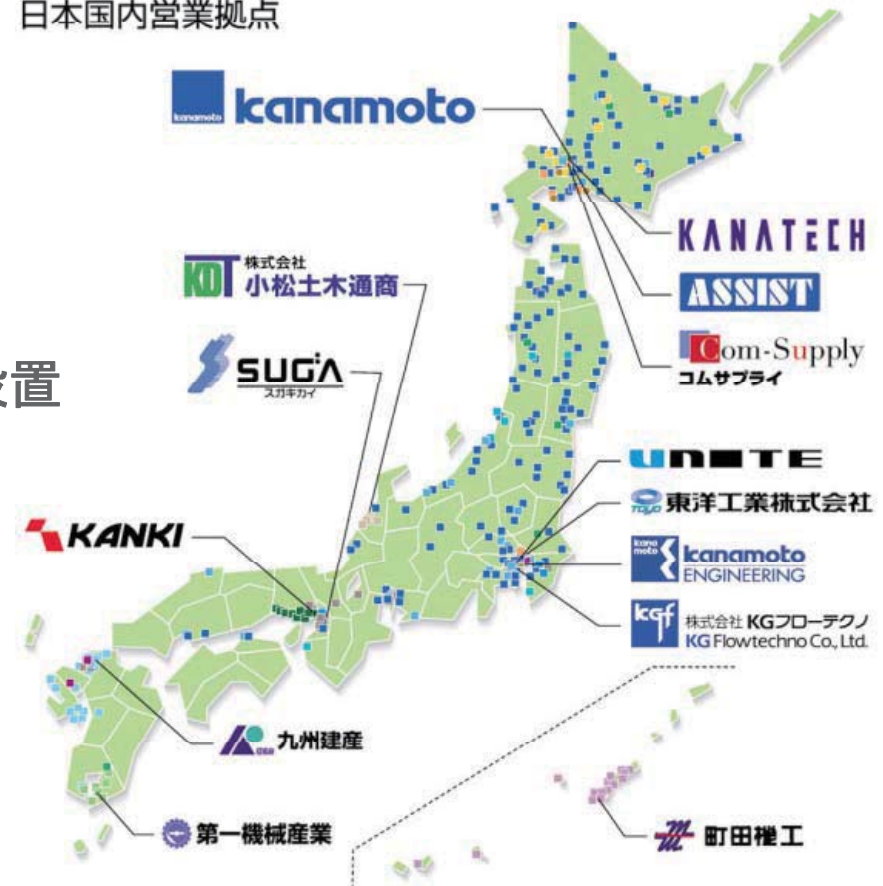 日本国内営業拠点
kanamoto
kanamoto
KANATECH
ASSIST
Com-Supply
コムサプライ
KDT
株式会社
小松土木通商
SUGA
スガキカイ
置
UNITE
TOYO
東洋工業株式会社
kana
moto
kanamoto
ENGINEERING
KANKI
kgf
株式会社 KGフローテクノ
KG Flowtechno Co., Ltd.
九州建産
第一機械産業
町田機工